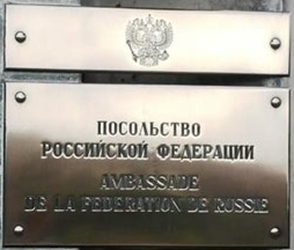 ПОСОЛЬСТВО
РОССИЙСКОЙ ФЕДЕРАЦИИ
AMBASSADE
DE LA FEDERATION DE RUSSIE